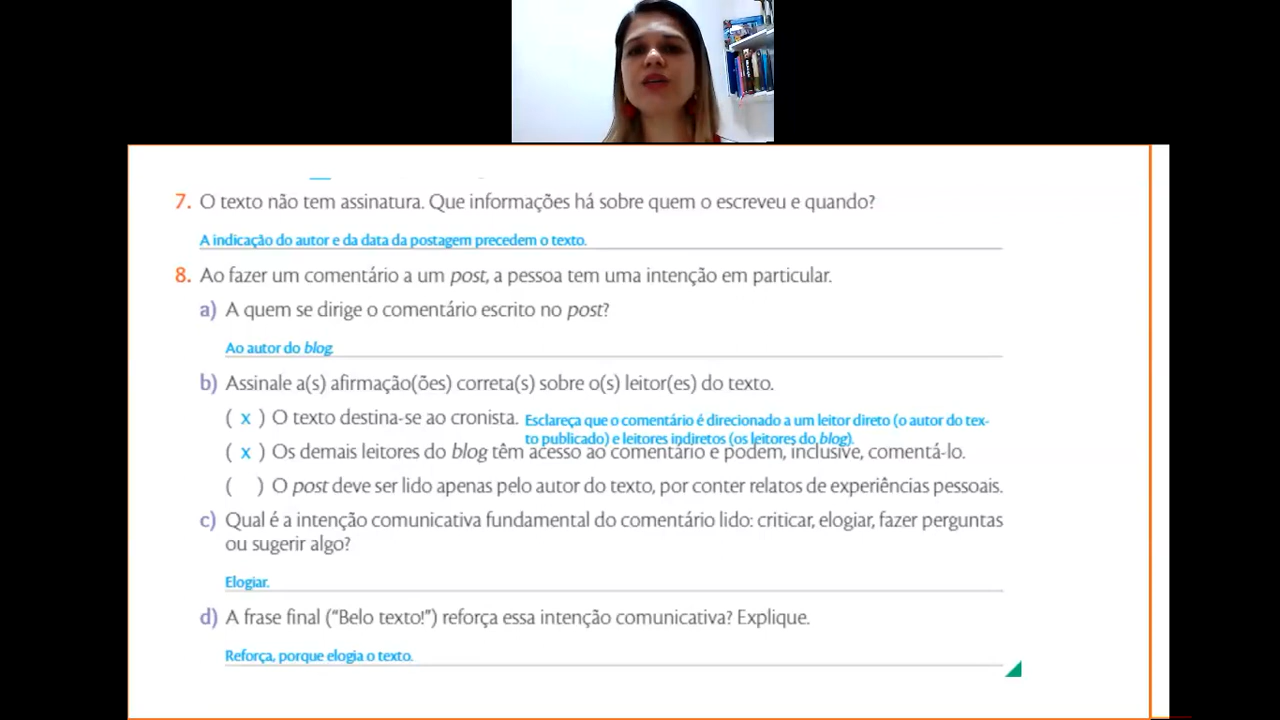 7. O texto não tem assinatura. Que informações há sobre quem o escreveu e quando?
A indicação do autor e da data da postagem precedem o texto.
8. Ao fazer um comentário a um post, a pessoa tem uma intenção em particular.
a) A quem se dirige o comentário escrito no post?
Ao autor do blog.
b) Assinale a(s) afirmação(ões) correta(s) sobre o(s) leitor(es) do texto.
( x ) O texto destina-se ao cronista. Esclareça que o comentário é direcionado a um leitor direto (o autor do tex-
to publicado) e leitores indiretos (os leitores do blog).
( x ) Os demais leitores do blog têm acesso ao comentário e podem, inclusive, comentá-lo.
( ) O post deve ser lido apenas pelo autor do texto, por conter relatos de experiências pessoais.
c) Qual é a intenção comunicativa fundamental do comentário lido: criticar, elogiar, fazer perguntas
ou sugerir algo?
Elogiar.
d) A frase final (“Belo texto!”) reforça essa intenção comunicativa? Explique.
Reforça, porque elogia o texto.